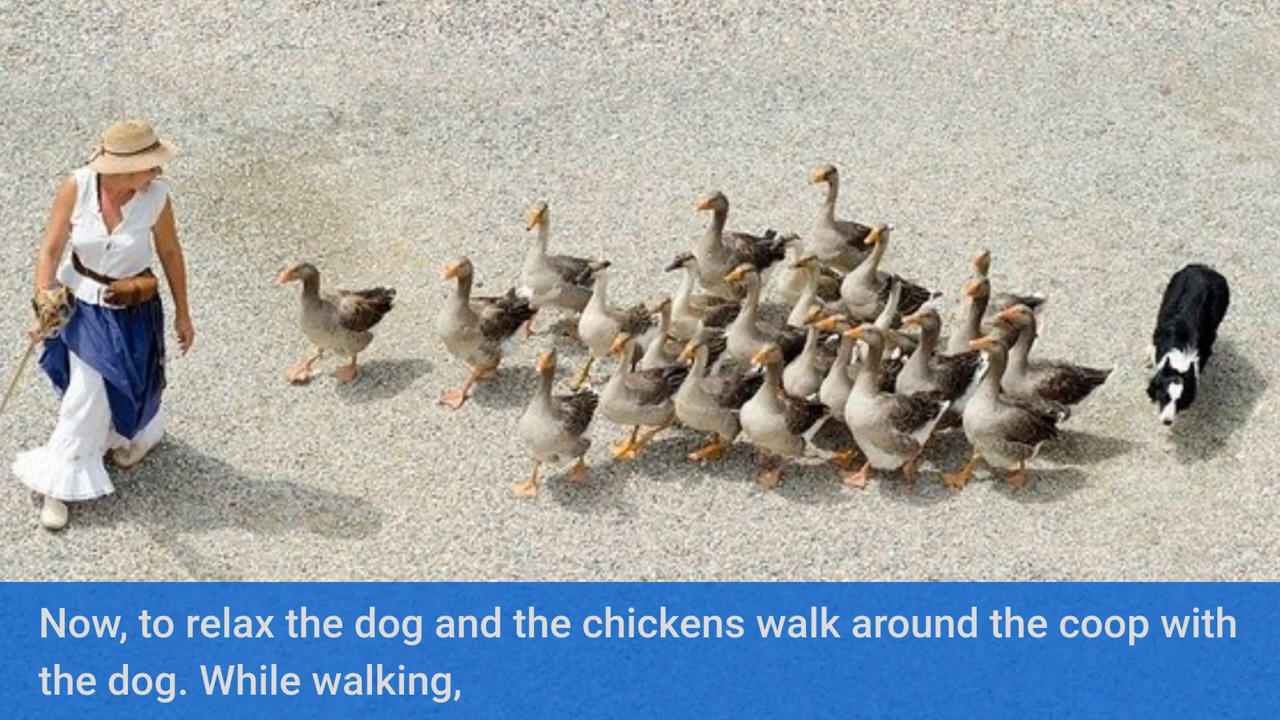 Now, to relax the dog and the chickens walk around the coop with
the dog. While walking,